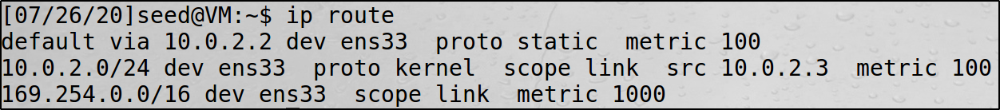 [07/26/20]seed@VM:~$ ip route
default via 10.0.2.2 dev ens33  proto static  metric 100
10.0.2.0/24 dev ens33  proto kernel  scope link  src 10.0.2.3  metric 100
169.254.0.0/16 dev ens33  scope link  metric 1000